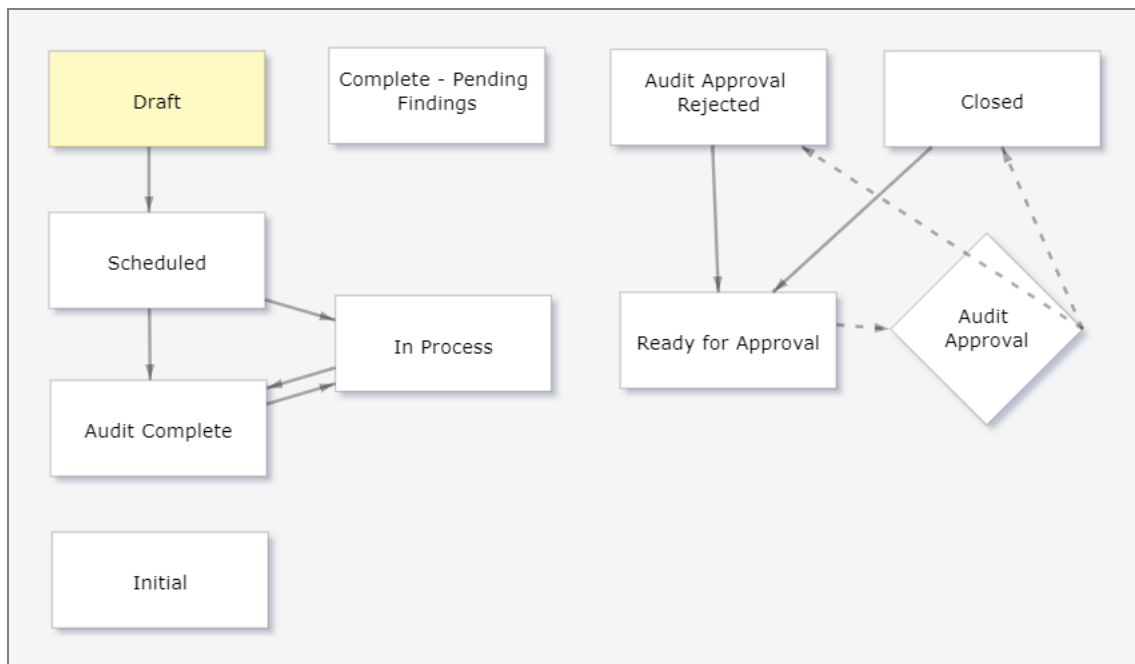 Draft
Complete - Pending
Findings
Audit Approval
Rejected
Closed
Scheduled
In Process
Ready for Approval
Audit
Approval
Audit Complete
Initial